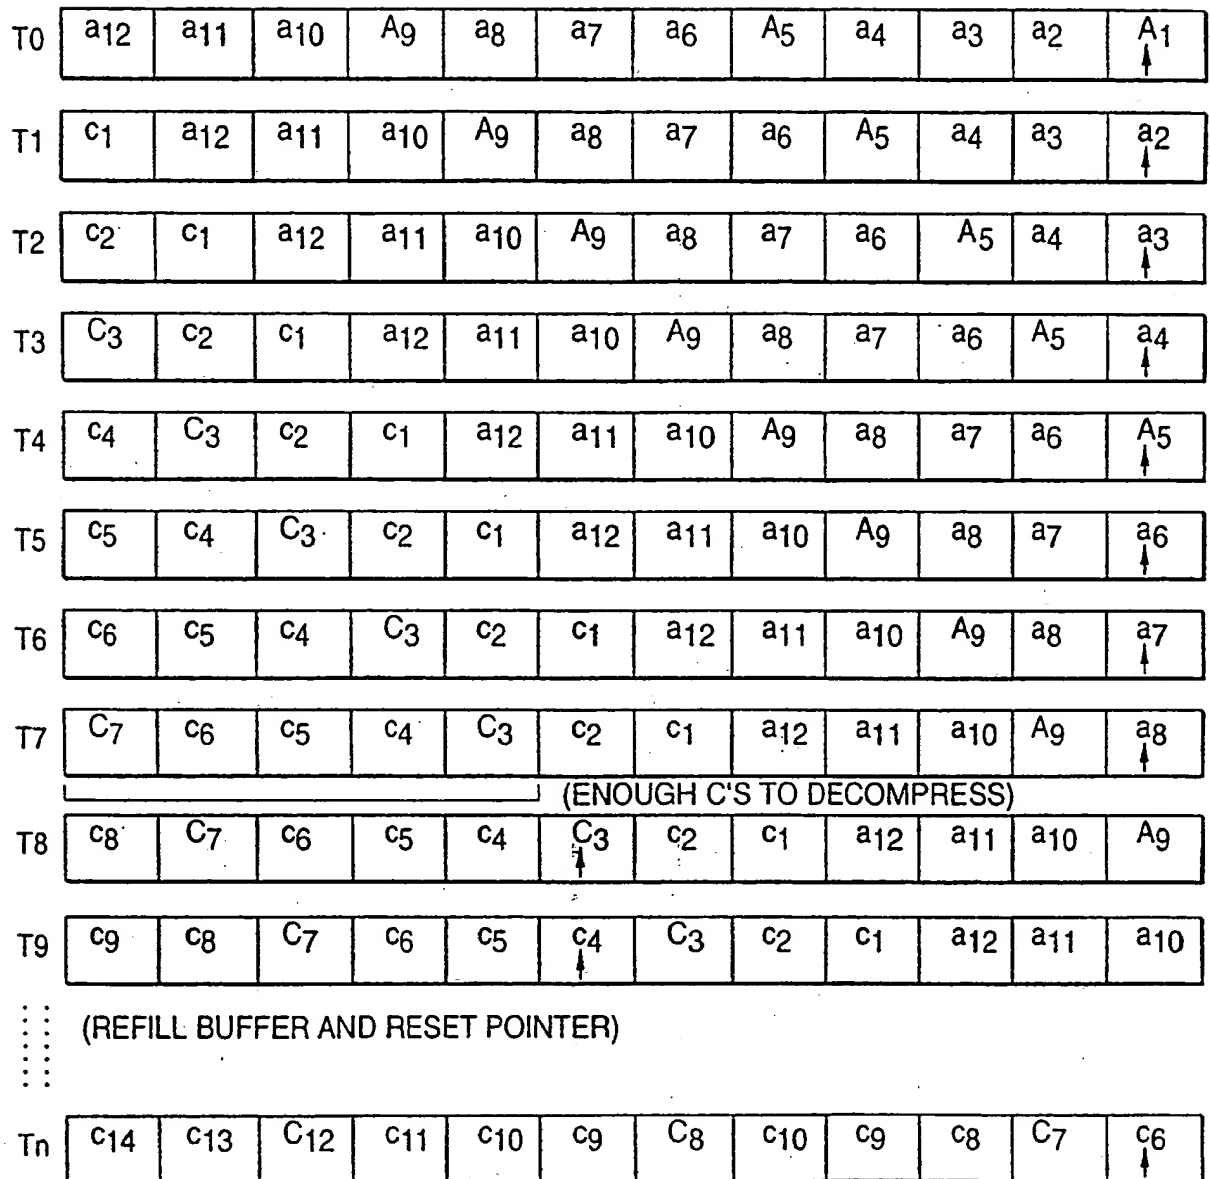 T0 a12 a11 a10 A9 a8 a7 a6 A5 a4 a3 a2 A1
T1 c1 a12 a11 a10 A9 a8 a7 a6 A5 a4 a3 a2
T2 c2 c1 a12 a11 a10 A9 a8 a7 a6 A5 a4 a3
T3 C3 c2 c1 a12 a11 a10 A9 a8 a7 a6 A5 a4
T4 c4 C3 c2 c1 a12 a11 a10 A9 a8 a7 a6 A5
T5 c5 c4 C3 c2 c1 a12 a11 a10 A9 a8 a7 a6
T6 c6 c5 c4 C3 c2 c1 a12 a11 a10 A9 a8 a7
T7 C7 c6 c5 c4 C3 c2 c1 a12 a11 a10 A9 a8
(ENOUGH C'S TO DECOMPRESS)
T8 c8 C7 c6 c5 c4 C3 c2 c1 a12 a11 a10 A9
T9 c9 c8 C7 c6 c5 c4 C3 c2 c1 a12 a11 a10
(REFILL BUFFER AND RESET POINTER)
Tn c14 c13 C12 c11 c10 c9 C8 c10 c9 c8 C7 c6